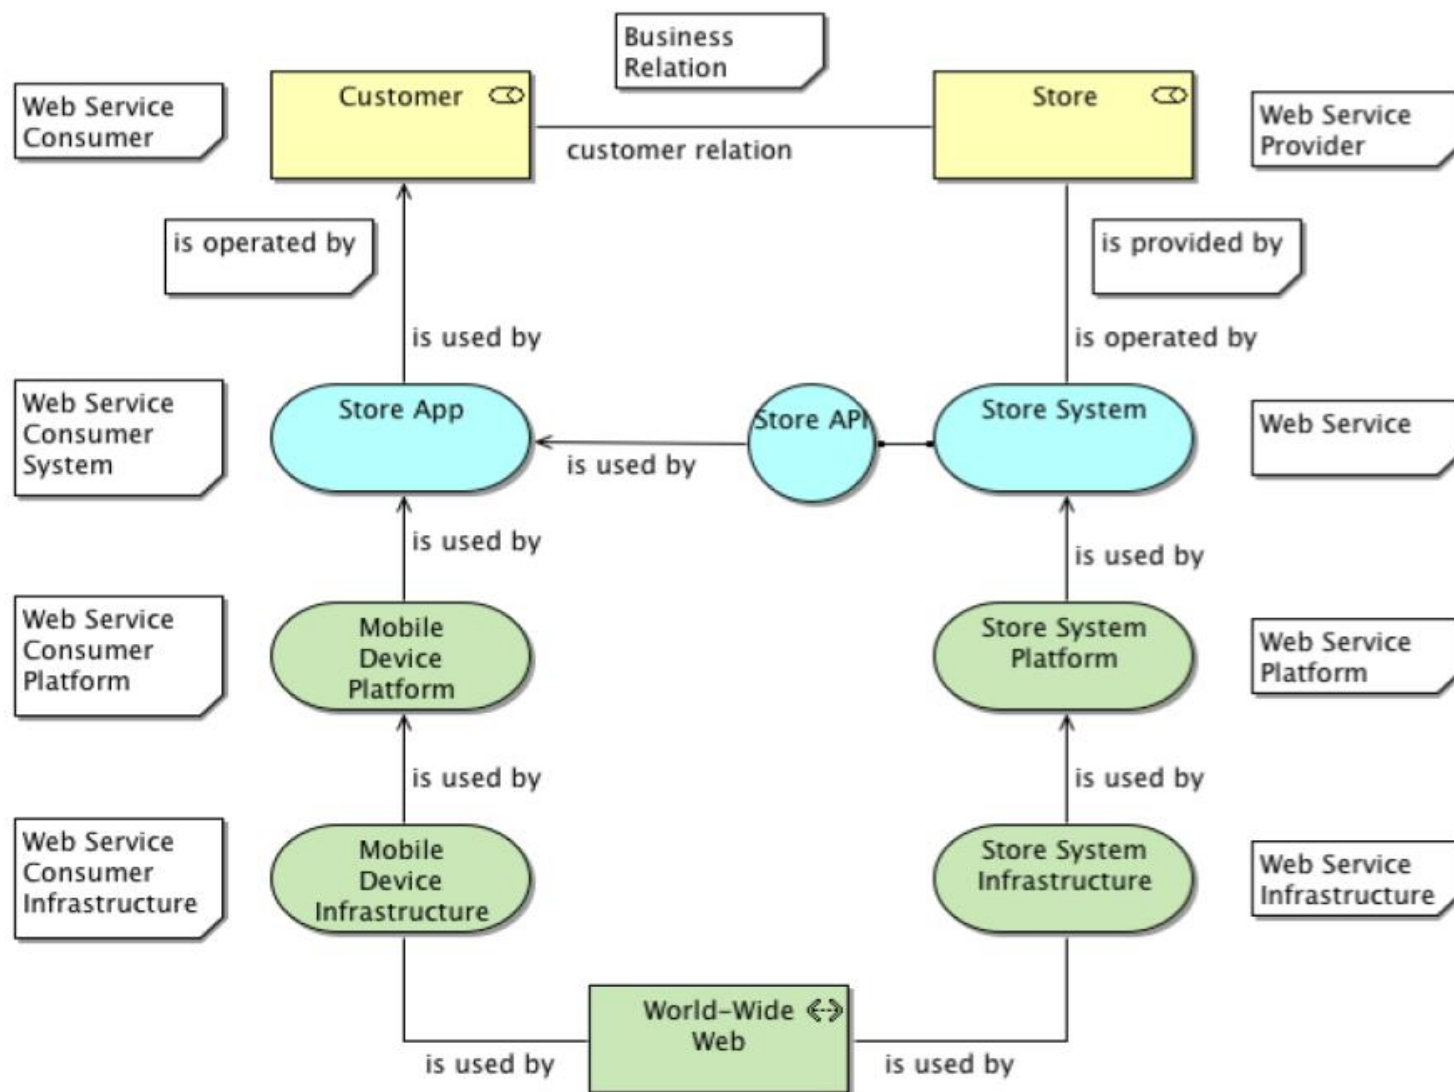 Business
Relation
Web Service
Consumer
Customer
Store
Web Service
Provider
customer relation
is operated by
is provided by
is used by
is operated by
Web Service
Consumer
System
Store App
Store API
Store System
Web Service
is used by
is used by
is used by
Web Service
Consumer
Platform
Mobile
Device
Platform
Store System
Platform
Web Service
Platform
is used by
is used by
Web Service
Consumer
Infrastructure
Mobile
Device
Infrastructure
Store System
Infrastructure
Web Service
Infrastructure
World-Wide
Web
is used by
is used by